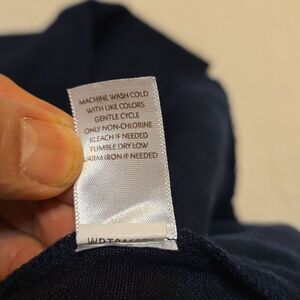 MACHINE WASH COLD
WITH LIKE COLORS
GENTLE CYCLE
ONLY NON-CHLORINE
BLEACH IF NEEDED
TUMBLE DRY LOW
WARM IRON IF NEEDED